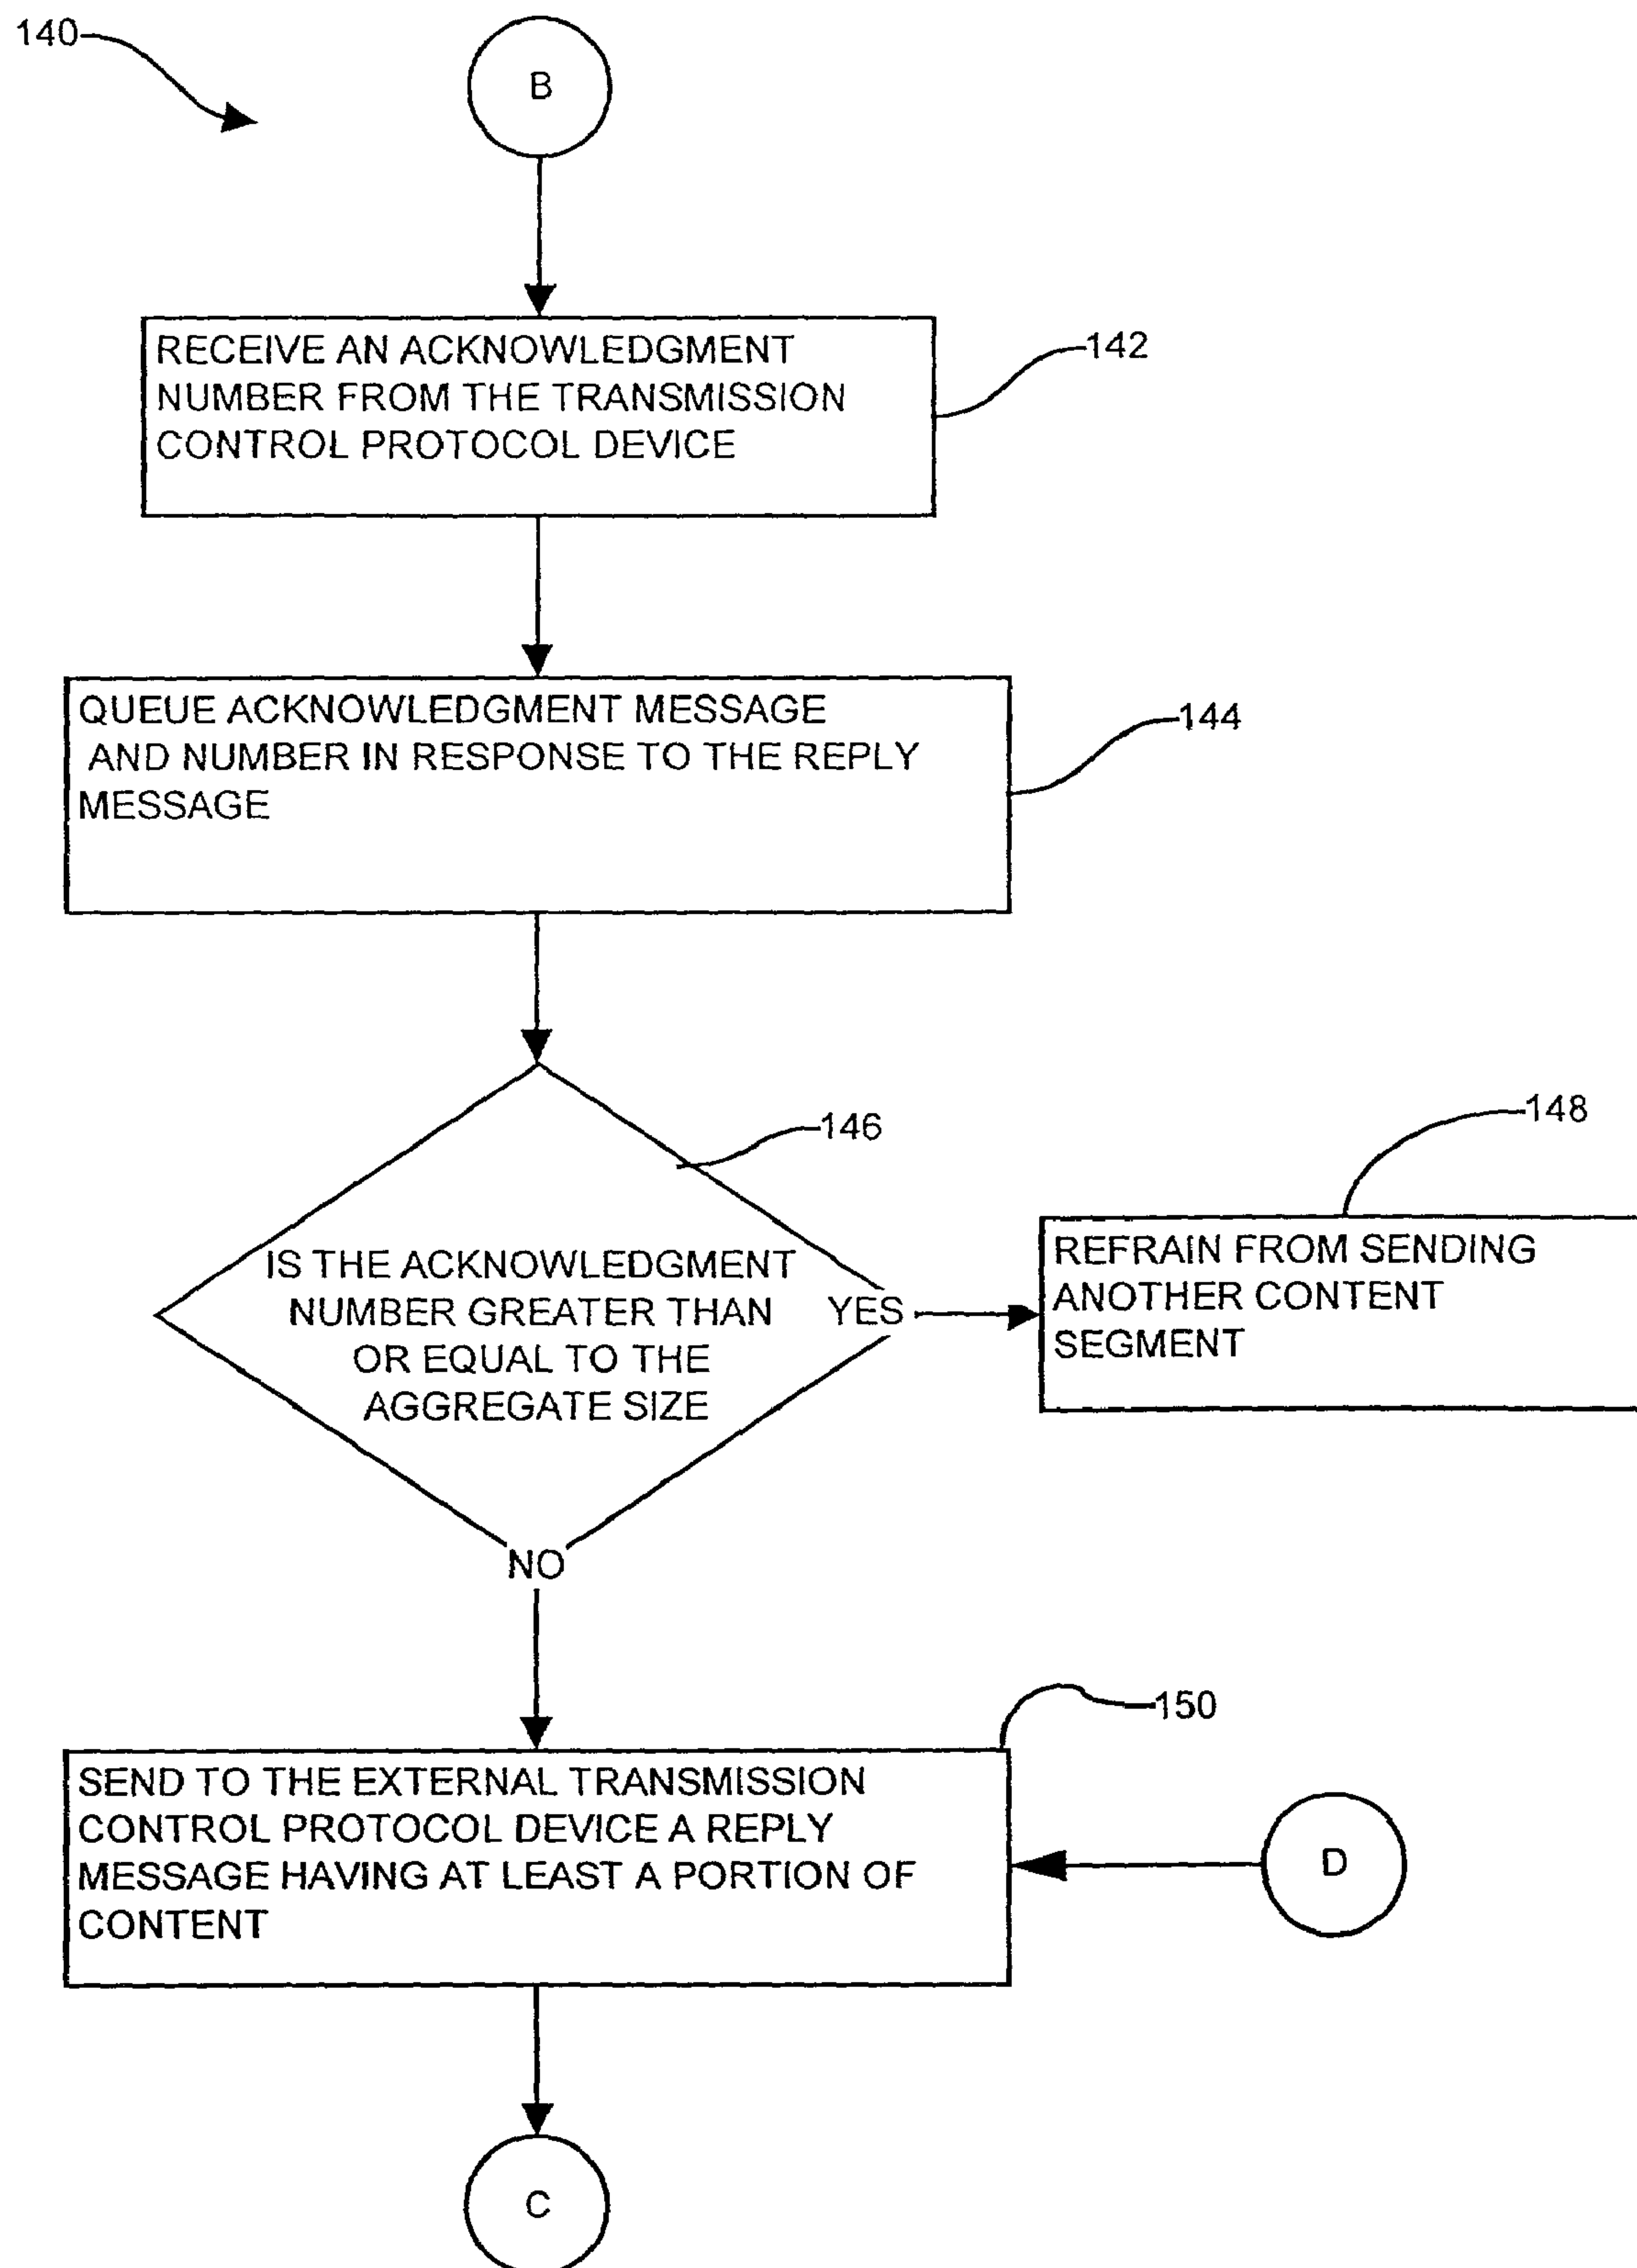 140
B
RECEIVE AN ACKNOWLEDGMENT
NUMBER FROM THE TRANSMISSION
CONTROL PROTOCOL DEVICE
142
QUEUE ACKNOWLEDGMENT MESSAGE
AND NUMBER IN RESPONSE TO THE REPLY
MESSAGE
144
146
IS THE ACKNOWLEDGMENT
NUMBER GREATER THAN
OR EQUAL TO THE
AGGREGATE SIZE
YES
148
REFRAIN FROM SENDING
ANOTHER CONTENT
SEGMENT
NO
150
SEND TO THE EXTERNAL TRANSMISSION
CONTROL PROTOCOL DEVICE A REPLY
MESSAGE HAVING AT LEAST A PORTION OF
CONTENT
D
C